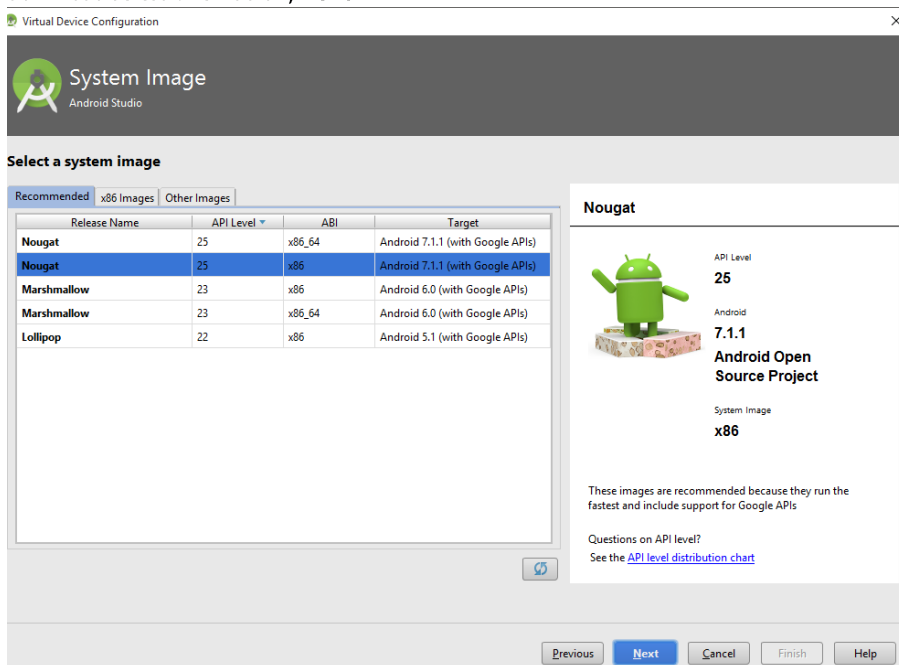 Virtual Device Configuration
System Image
Android Studio
Select a system image
Recommended x86 Images Other Images
Release Name API Level ABI Target
Nougat 25 x86_64 Android 7.1.1 (with Google APIs)
Nougat 25 x86 Android 7.1.1 (with Google APIs)
Marshmallow 23 x86 Android 6.0 (with Google APIs)
Marshmallow 23 x86_64 Android 6.0 (with Google APIs)
Lollipop 22 x86 Android 5.1 (with Google APIs)
Nougat
API Level
25
Android
7.1.1
Android Open
Source Project
System Image
x86
These images are recommended because they run the
fastest and include support for Google APIs
Questions on API level?
See the API level distribution chart
Previous Next Cancel Finish Help